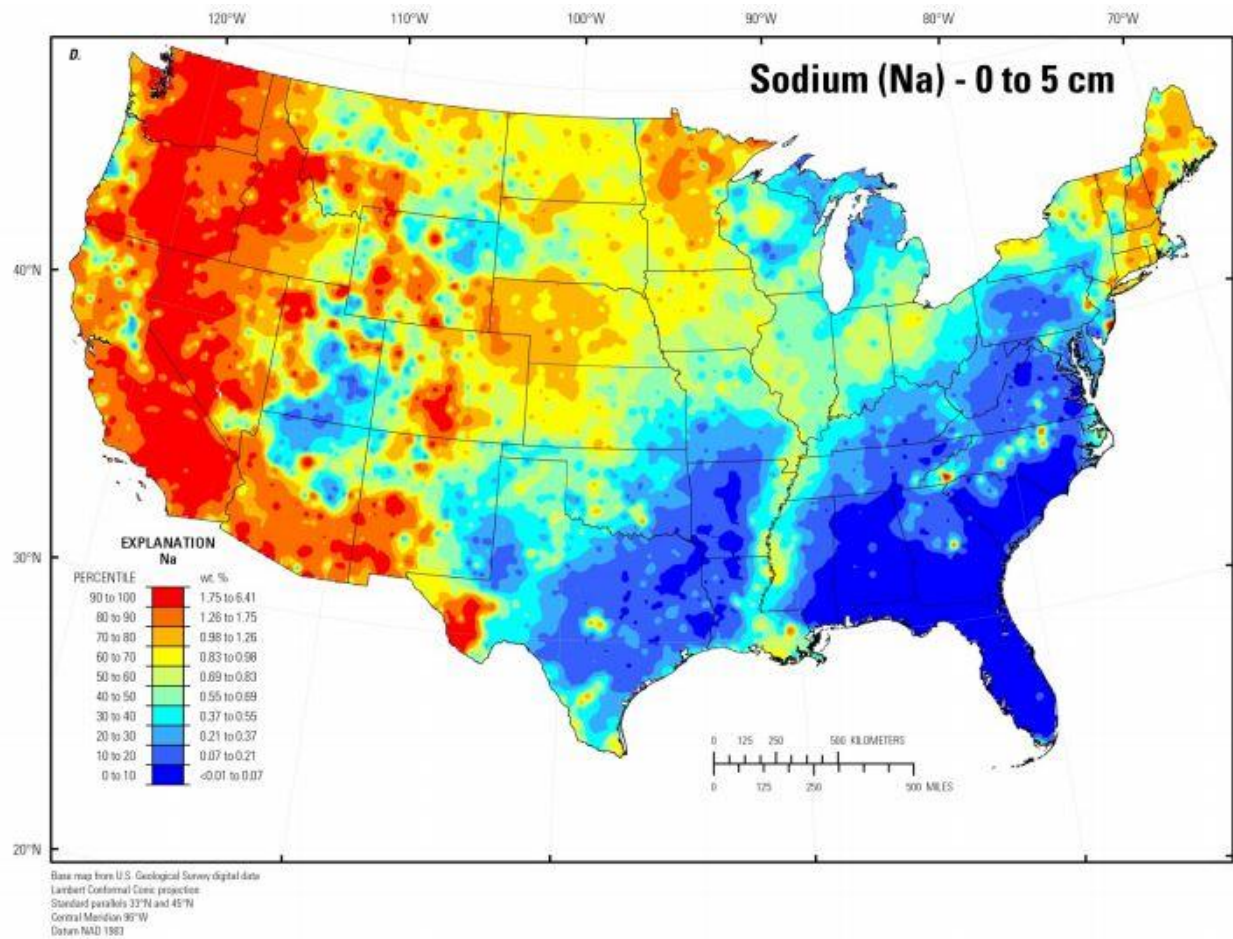 120°W 110°W 100°W 90°W 80°W 70°W
D.
Sodium (Na) - 0 to 5 cm
40°N
30°N
20°N
EXPLANATION
Na
PERCENTILE wt. %
90 to 100 1.75 to 6.41
80 to 90 1.26 to 1.75
70 to 80 0.98 to 1.26
60 to 70 0.83 to 0.98
50 to 60 0.69 to 0.83
40 to 50 0.55 to 0.69
30 to 40 0.37 to 0.55
20 to 30 0.21 to 0.37
10 to 20 0.07 to 0.21
0 to 10 <0.01 to 0.07
0 125 250 500 KILOMETERS
0 125 250 500 MILES
Base map from U.S. Geological Survey digital data
Lambert Conformal Conic projection
Standard parallels 33°N and 45°N
Central Meridian 96°W
Datum NAD 1983